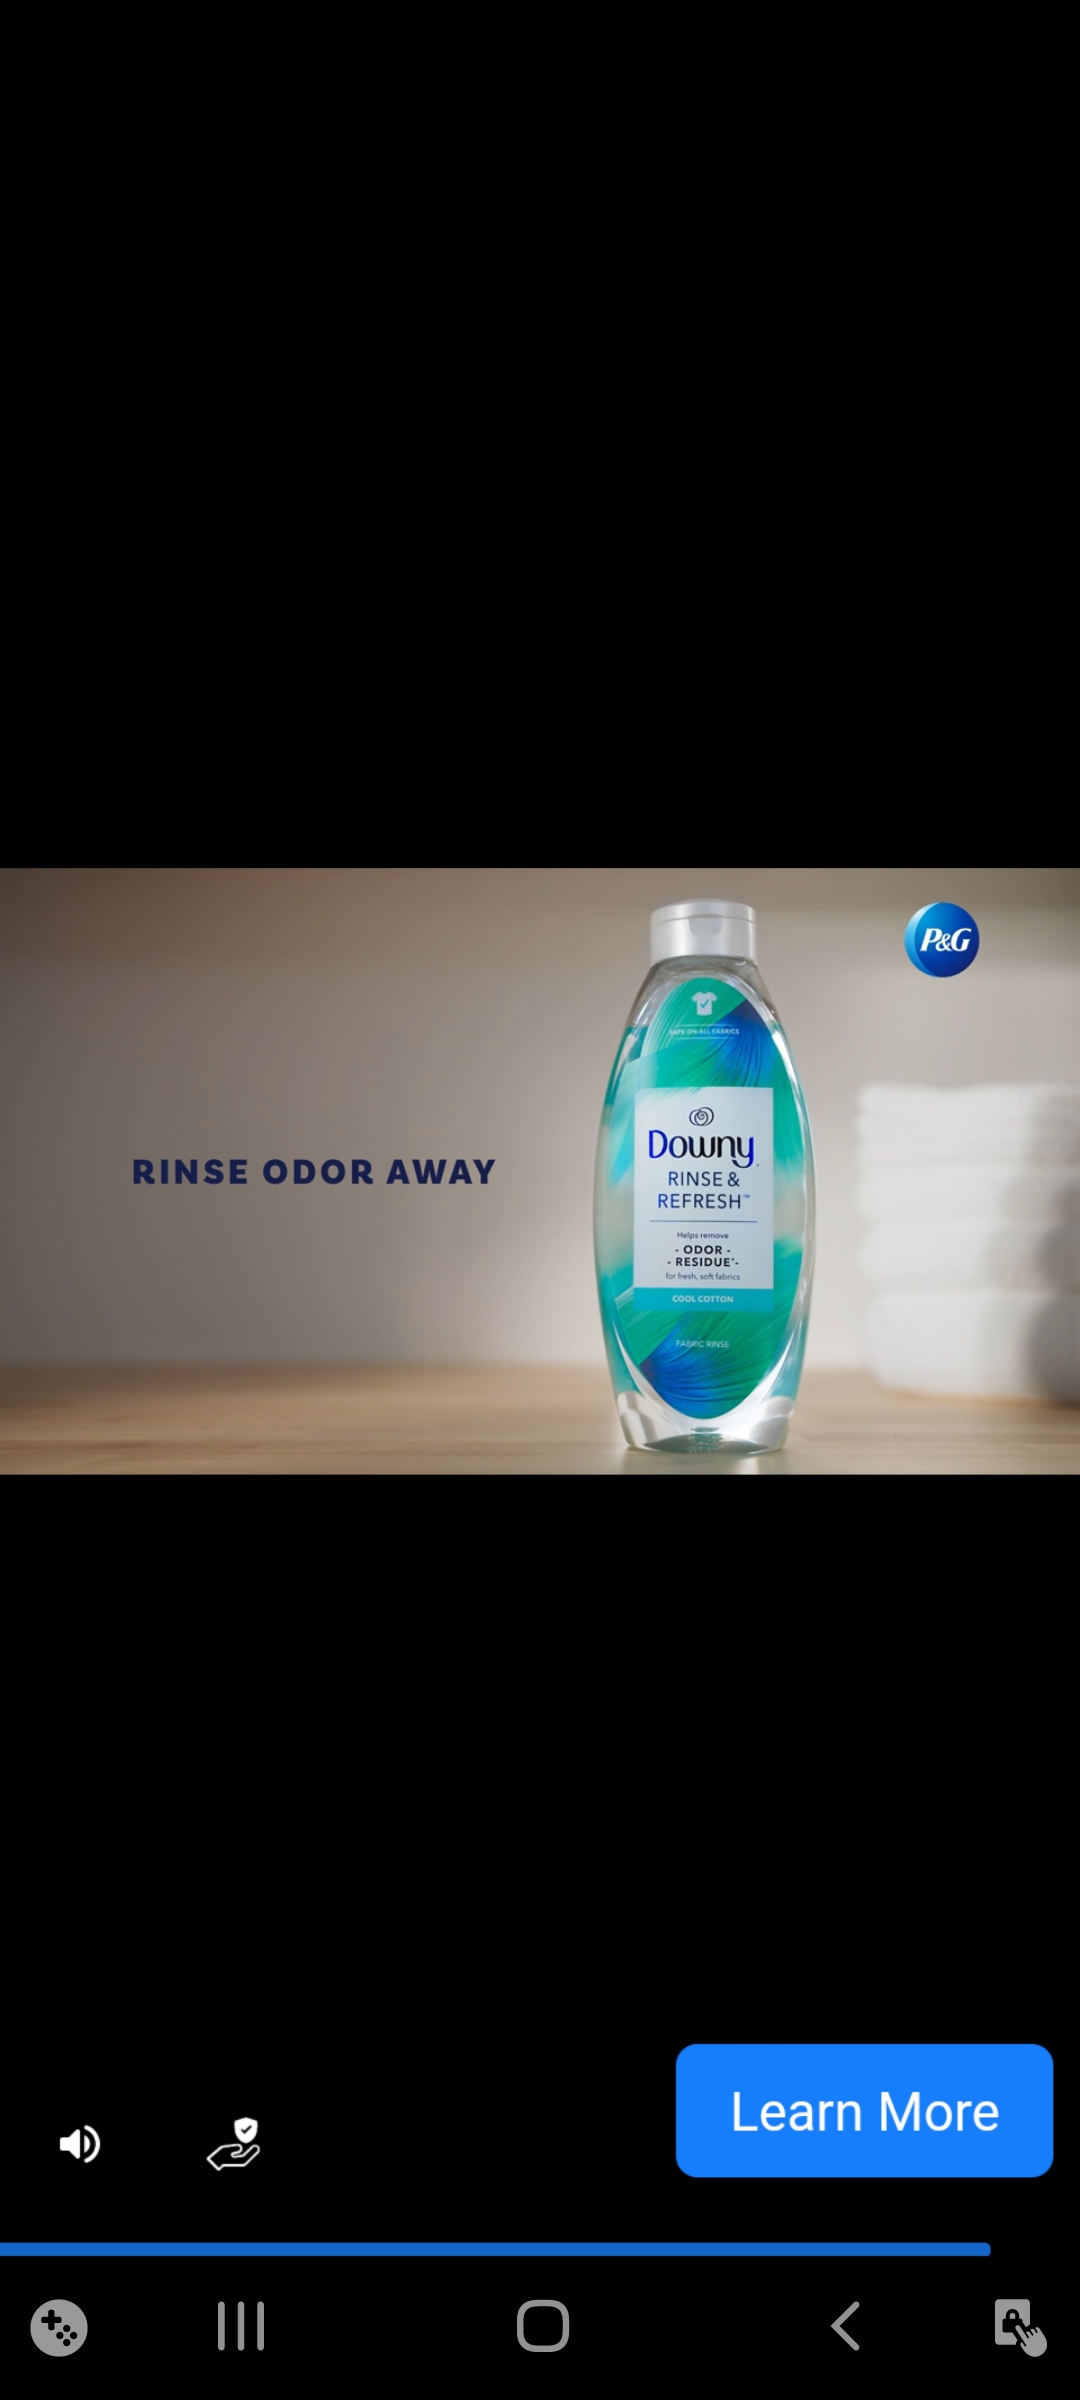 P&G
SAFE ON ALL FABRICS
RINSE ODOR AWAY
Downy
RINSE &
REFRESH™
Helps remove
- ODOR -
- RESIDUE*-
for fresh, soft fabrics
COOL COTTON
FABRIC RINSE
Learn More